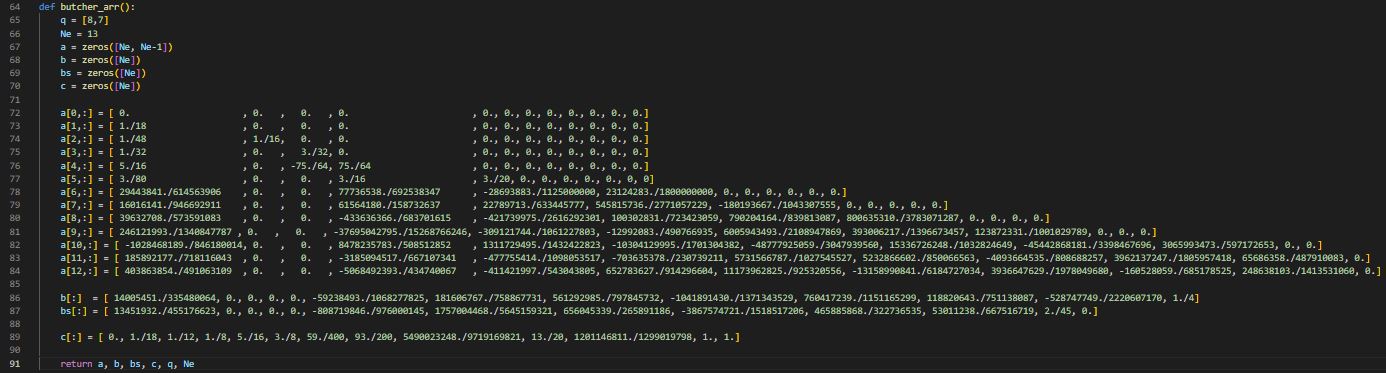 64 def butcher_arr():
65     q = [8,7]
66     Ne = 13
67     a = zeros([Ne, Ne-1])
68     b = zeros([Ne])
69     bs = zeros([Ne])
70     c = zeros([Ne])
71
72     a[0,:] = [ 0.                   , 0. ,   0.  , 0.                     , 0., 0., 0., 0., 0., 0., 0., 0.]
73     a[1,:] = [ 1./18                , 0. ,   0.  , 0.                     , 0., 0., 0., 0., 0., 0., 0., 0.]
74     a[2,:] = [ 1./48                , 1./16,   0.  , 0.                     , 0., 0., 0., 0., 0., 0., 0., 0.]
75     a[3,:] = [ 1./32                , 0. ,   3./32, 0.                     , 0., 0., 0., 0., 0., 0., 0., 0.]
76     a[4,:] = [ 5./16                , 0. , -75./64, 75./64                 , 0., 0., 0., 0., 0., 0., 0., 0.]
77     a[5,:] = [ 3./80                , 0. ,   0.  , 3./16                  , 3./20, 0., 0., 0., 0., 0., 0, 0]
78     a[6,:] = [ 29443841./614563906   , 0. ,   0.  , 77736538./692538347    , -28693883./1125000000, 23124283./1800000000, 0., 0., 0., 0., 0., 0.]
79     a[7,:] = [ 16016141./946692911   , 0. ,   0.  , 61564180./158732637    , 22789713./633445777, 545815736./2771057229, -180193667./1043307555, 0., 0., 0., 0., 0.]
80     a[8,:] = [ 39632708./573591083   , 0. ,   0.  , -433636366./683701615  , -421739975./2616292301, 100302831./723423059, 790204164./839813087, 800635310./3783071287, 0., 0., 0., 0.]
81     a[9,:] = [ 246121993./1340847787 , 0. ,   0.  , -37695042795./15268766246, -309121744./1061227803, -12992083./490766935, 6005943493./2108947869, 393006217./1396673457, 123872331./1001029789, 0., 0., 0.]
82     a[10,:] = [ -1028468189./846180014, 0. ,   0.  , 8478235783./508512852  , 1311729495./1432422823, -10304129995./1701304382, -48777925059./3047939560, 15336726248./1032824649, -45442868181./3398467696, 3065993473./597172653, 0., 0.]
83     a[11,:] = [ 185892177./718116043  , 0. ,   0.  , -3185094517./667107341 , -477755414./1098053517, -703635378./230739211, 5731566787./1027545527, 5232866602./850066563, -4093664535./808688257, 3962137247./1805957418, 65686358./487910083, 0.]
84     a[12,:] = [ 403863854./491063109  , 0. ,   0.  , -5068492393./434740067 , -411421997./543043805, 652783627./914296604, 11173962825./925320556, -13158990841./6184727034, 3936647629./1978049680, -160528059./685178525, 248638103./1413531060, 0.]
85
86     b[:]  = [ 14005451./335480064, 0., 0., 0., 0., -59238493./1068277825, 181606767./758867731, 561292985./797845732, -1041891430./1371343529, 760417239./1151165299, 118820643./751138087, -528747749./2220607170, 1./4]
87     bs[:] = [ 13451932./455176623, 0., 0., 0., 0., -808719846./976000145, 1757004468./5645159321, 656045339./265891186, -3867574721./1518517206, 465885868./322736535, 53011238./667516719, 2./45, 0.]
88
89     c[:] = [ 0., 1./18, 1./12, 1./8, 5./16, 3./8, 59./400, 93./200, 5490023248./9719169821, 13./20, 1201146811./1299019798, 1., 1.]
90
91     return a, b, bs, c, q, Ne